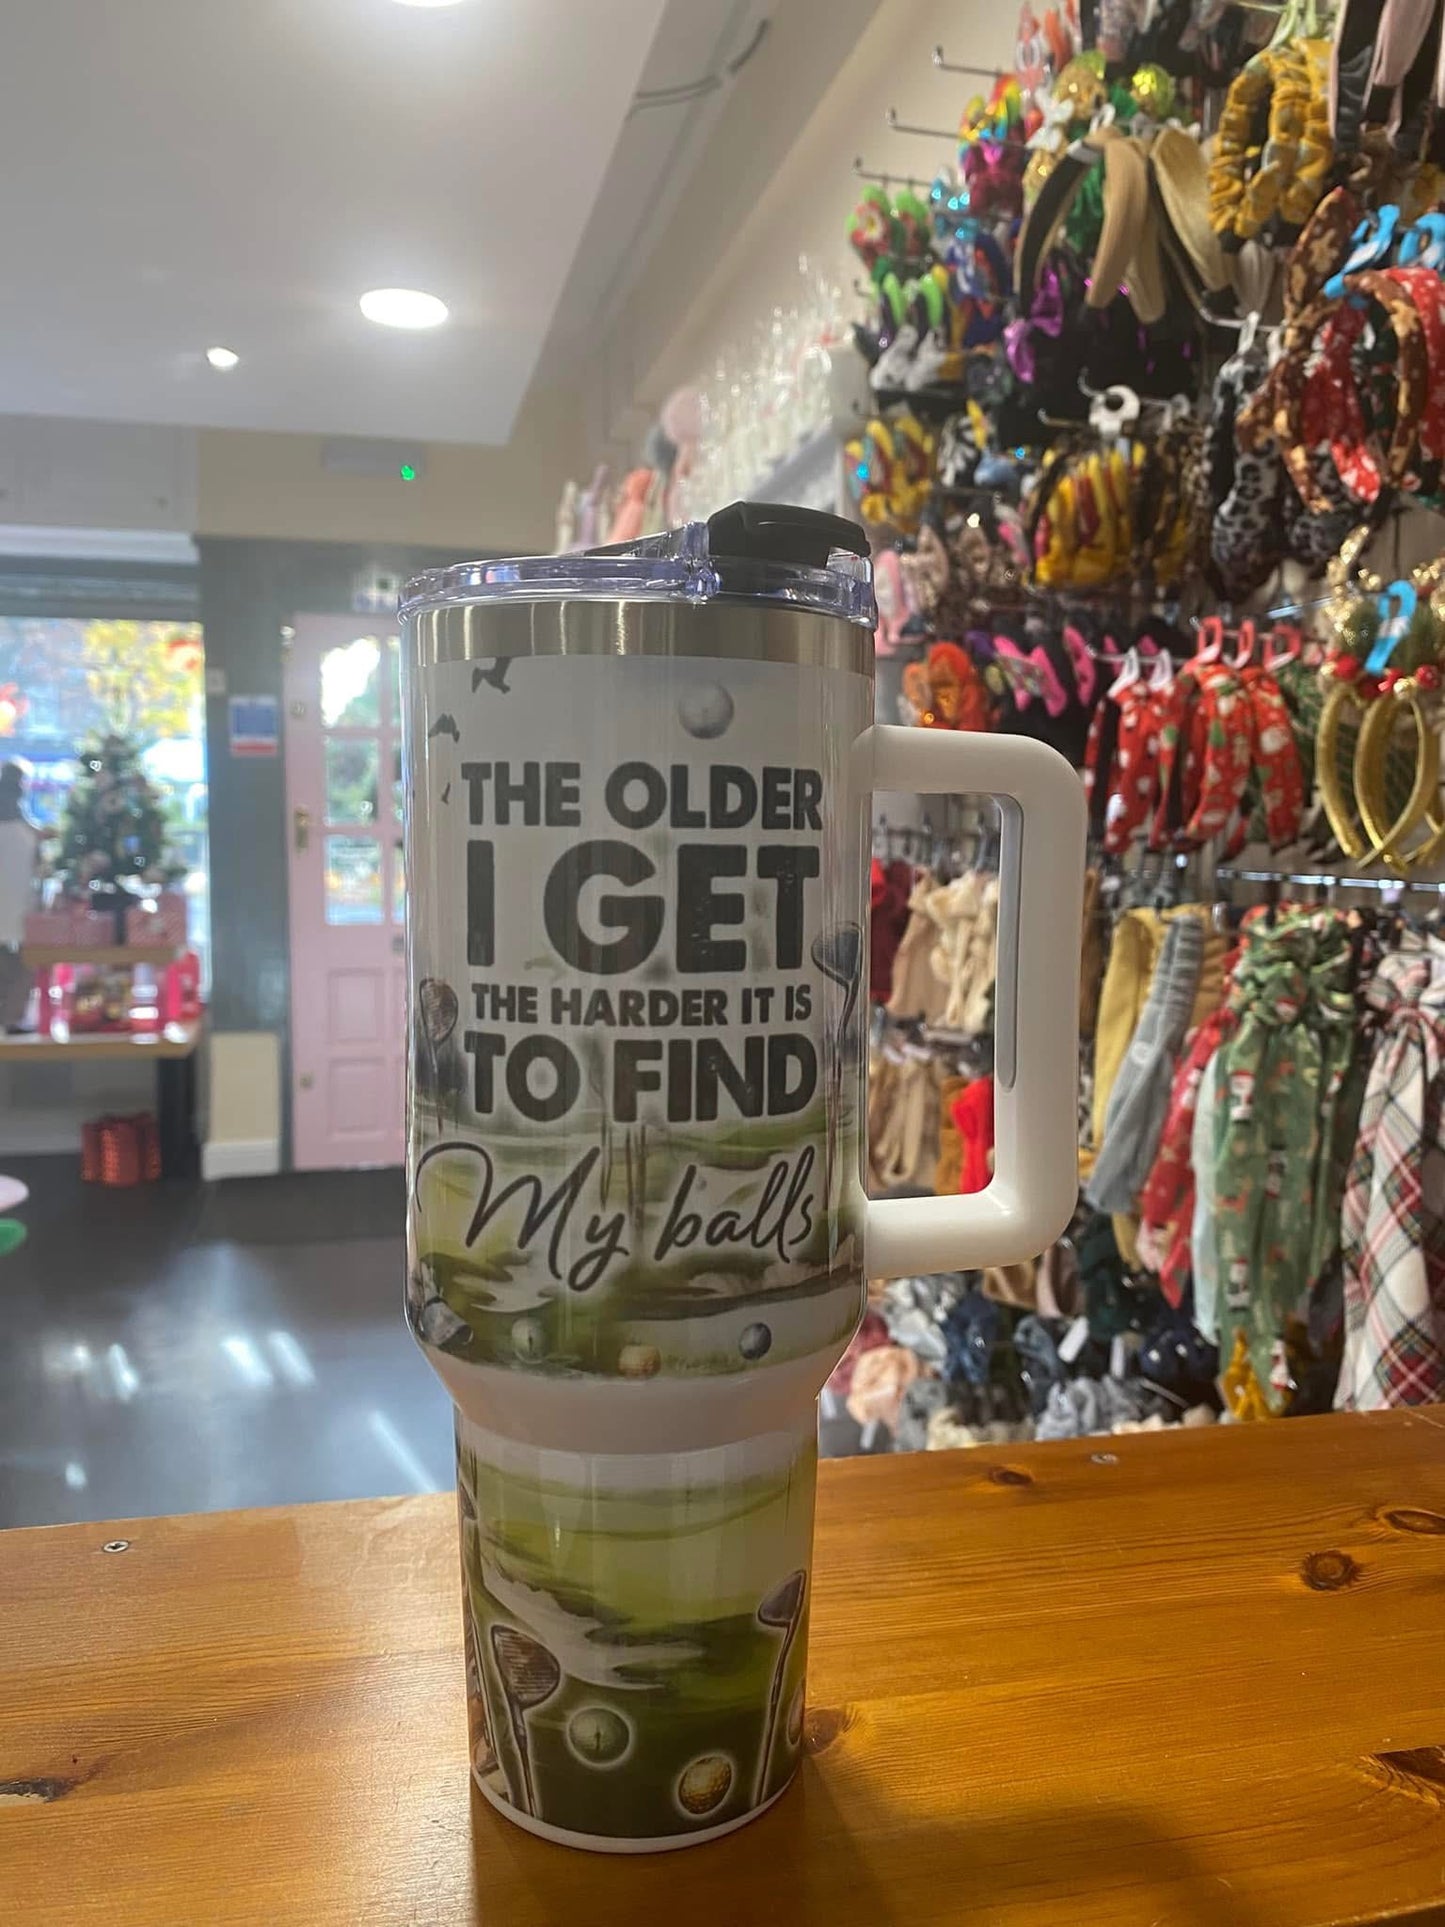 THE OLDER
I GET
THE HARDER IT IS
TO FIND
My balls